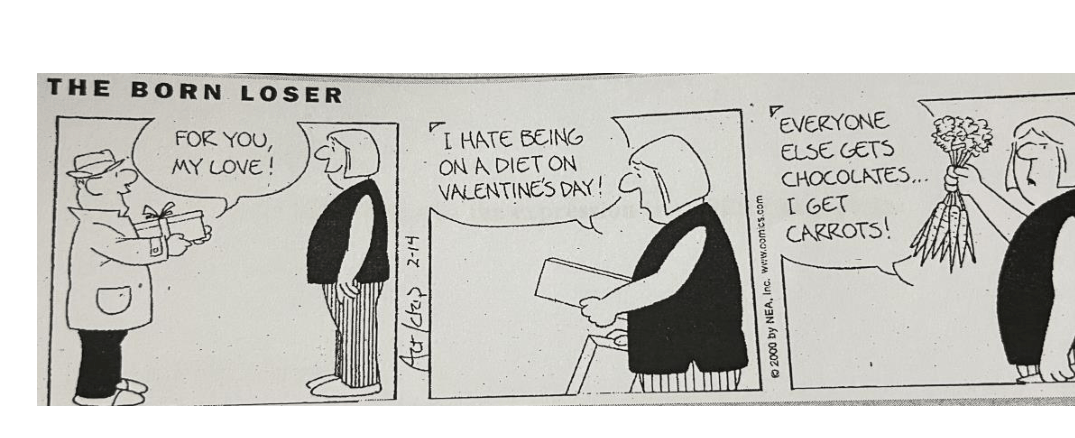 THE BORN LOSER
FOR YOU,
MY LOVE!
2-14
I HATE BEING
ON A DIET ON
VALENTINE'S DAY!
© 2000 by NEA, Inc. www.comics.com
EVERYONE
ELSE GETS
CHOCOLATES...
I GET
CARROTS!